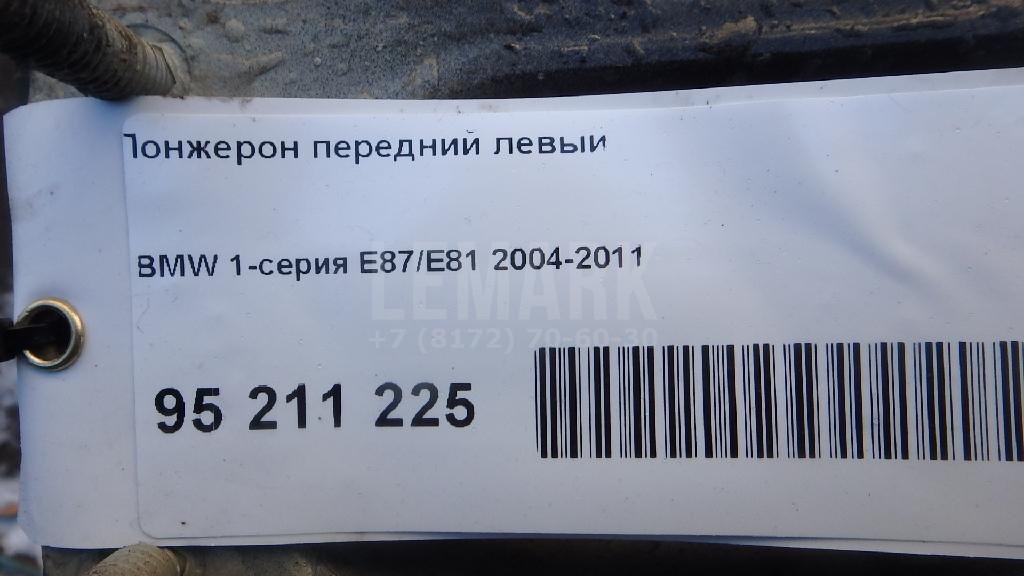 Лонжерон передний левый
BMW 1-серия E87/E81 2004-2011
LEMARK
+7 (8172) 70-60-30
95 211 225